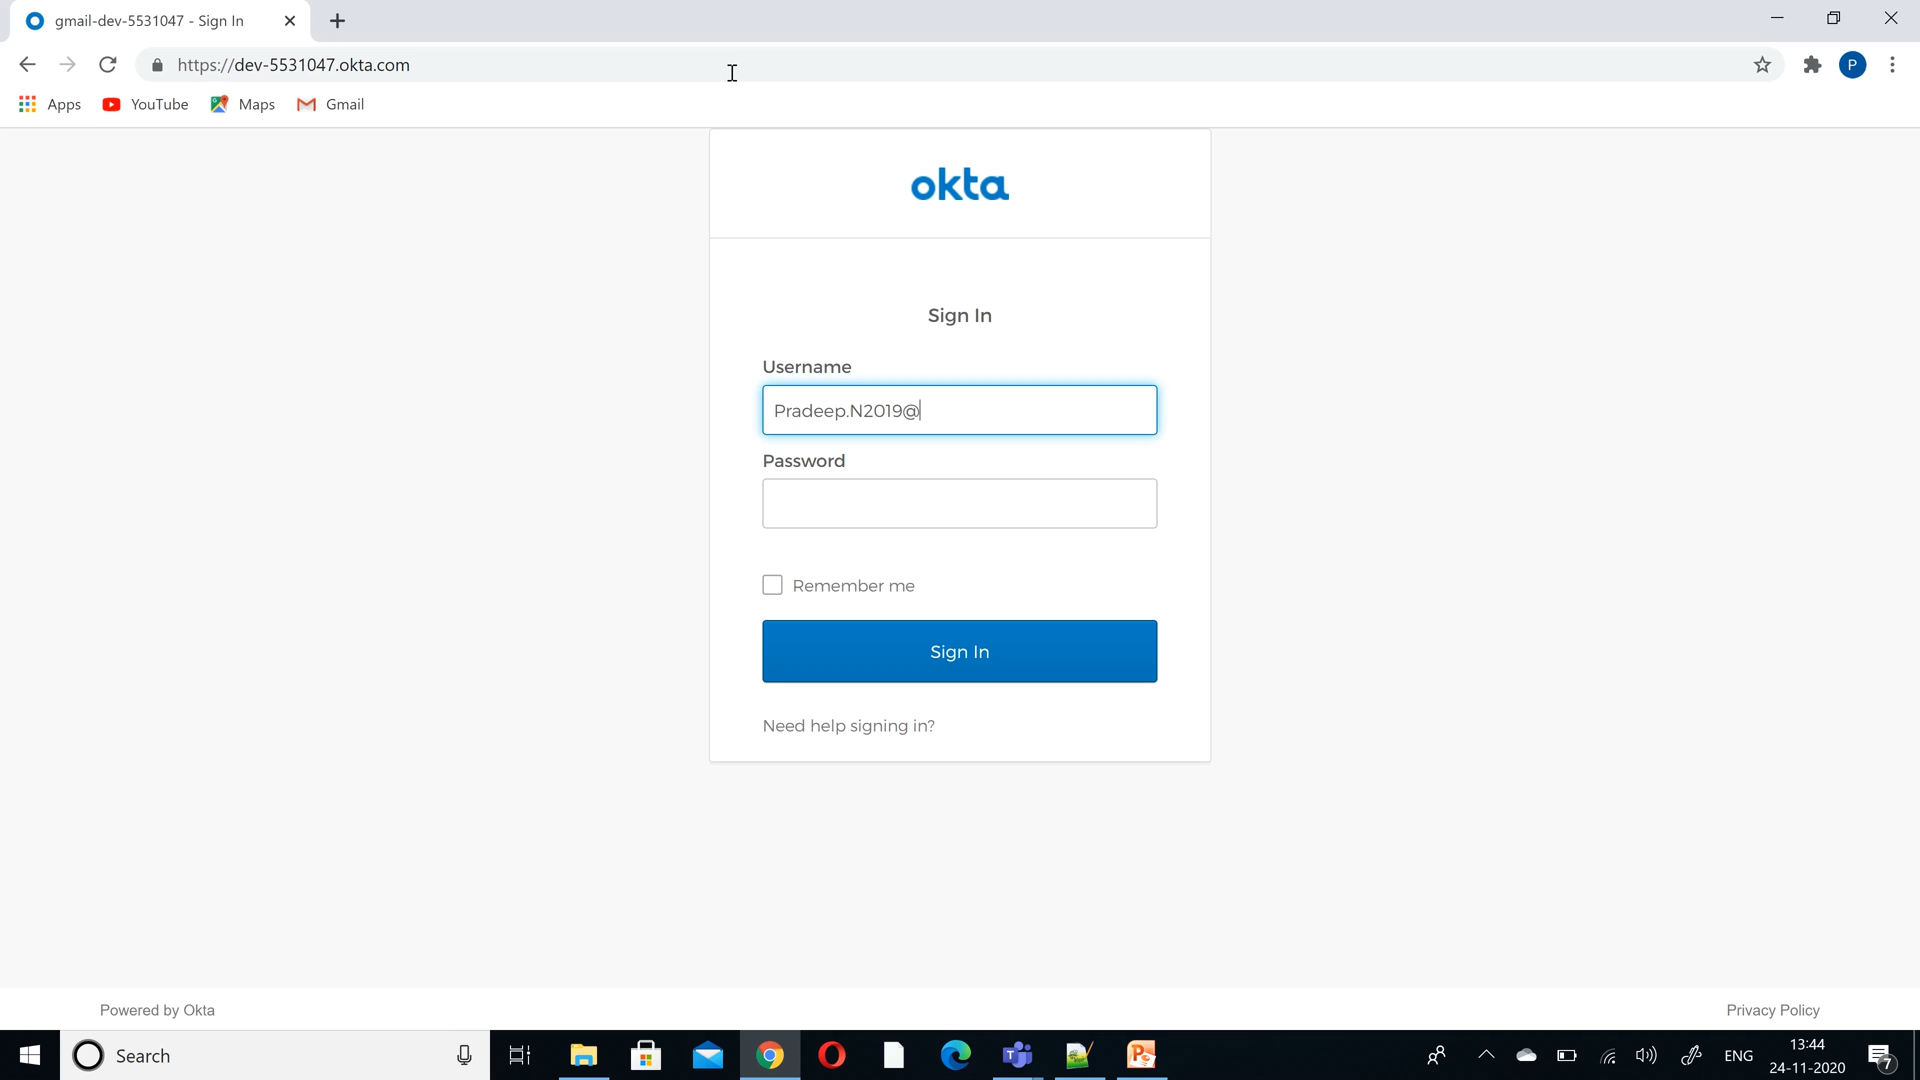 gmail-dev-5531047 - Sign In
https://dev-5531047.okta.com
P
Apps YouTube Maps Gmail
okta
Sign In
Username
Pradeep.N2019@
Password
Remember me
Sign In
Need help signing in?
Powered by Okta
Privacy Policy
Search
ENG
13:44
24-11-2020
7